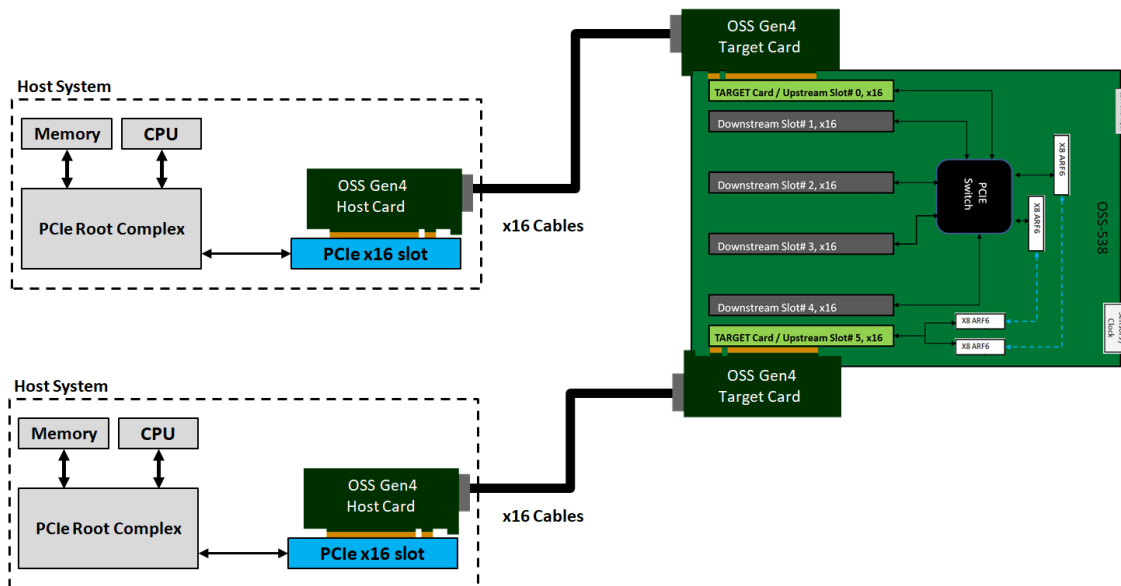 OSS Gen4
Target Card
Host System
Memory
CPU
PCIe Root Complex
OSS Gen4
Host Card
PCIe x16 slot
x16 Cables
TARGET Card / Upstream Slot# 0, x16
Downstream Slot# 1, x16
Downstream Slot# 2, x16
Downstream Slot# 3, x16
Downstream Slot# 4, x16
TARGET Card / Upstream Slot# 5, x16
PCIE
Switch
X8 ARF6
X8 ARF6
X8 ARF6
X8 ARF6
OSS-538
Clock
OSS Gen4
Target Card
Host System
Memory
CPU
PCIe Root Complex
OSS Gen4
Host Card
PCIe x16 slot
x16 Cables